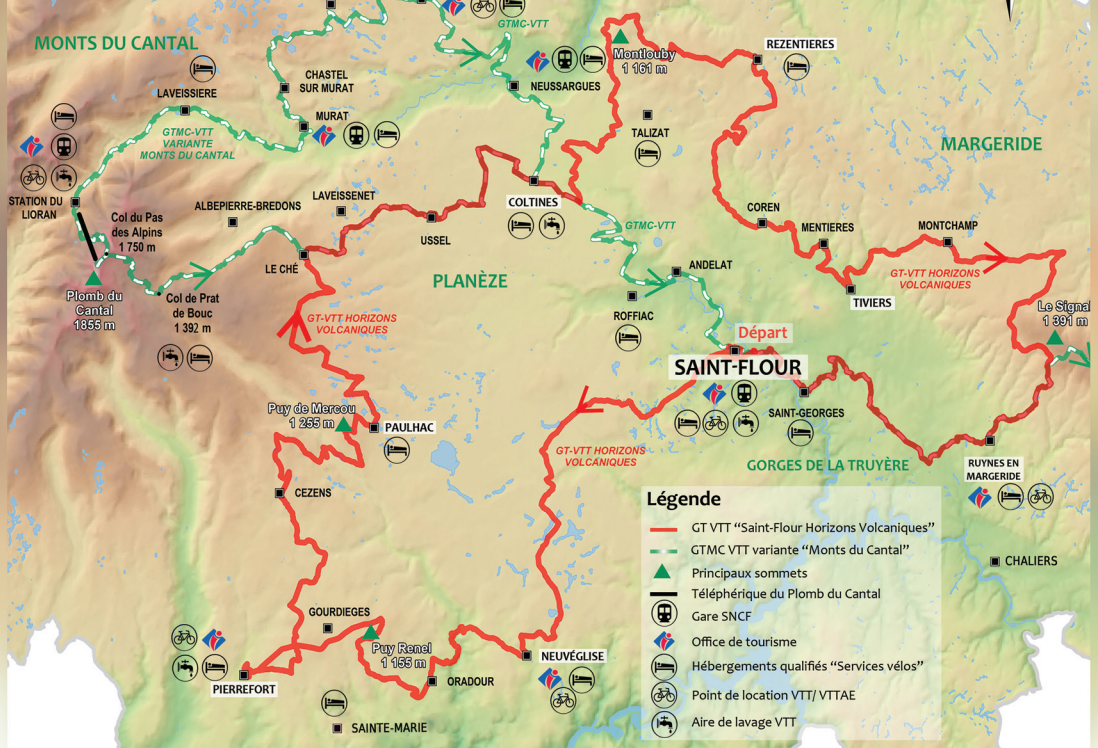 GTMC-VTT
MONTS DU CANTAL
Montlouby
1 161 m
REZENTIERES
LAVEISSIERE
CHASTEL
SUR MURAT
NEUSSARGUES
MURAT
GTMC-VTT
VARIANTE
MONTS DU CANTAL
TALIZAT
MARGERIDE
STATION DU
LIORAN
ALBEPIERRE-BREDONS
LAVEISSENET
COLTINES
Col du Pas
des Alpins
1 750 m
USSEL
GTMC-VTT
COREN
MENTIERES
MONTCHAMP
LE CHÉ
PLANÈZE
ANDELAT
GT-VTT HORIZONS
VOLCANIQUES
Plomb du
Cantal
1855 m
Col de Prat
de Bouc
1 392 m
ROFFIAC
TIVIERS
Le Signal
1 391 m
GT-VTT HORIZONS
VOLCANIQUES
Départ
SAINT-FLOUR
Puy de Mercou
1 255 m
PAULHAC
SAINT-GEORGES
GT-VTT HORIZONS
VOLCANIQUES
GORGES DE LA TRUYÈRE
RUYNES EN
MARGERIDE
CEZENS
CHALIERS
GOURDIEGES
Puy Renel
1 155 m
NEUVÉGLISE
PIERREFORT
ORADOUR
SAINTE-MARIE
Légende
GT VTT “Saint-Flour Horizons Volcaniques”
GTMC VTT variante “Monts du Cantal”
Principaux sommets
Téléphérique du Plomb du Cantal
Gare SNCF
Office de tourisme
Hébergements qualifiés “Services vélos”
Point de location VTT/ VTTAE
Aire de lavage VTT